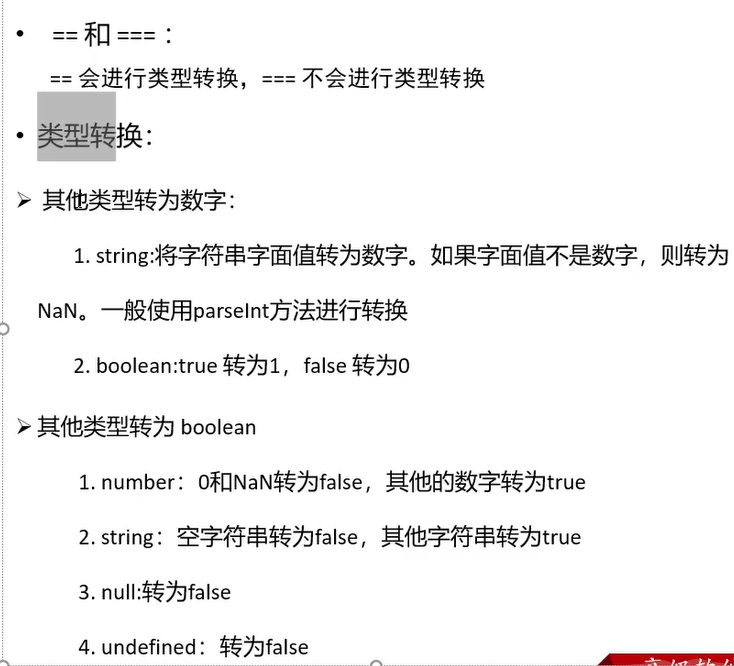 • == 和 === ：
== 会进行类型转换，=== 不会进行类型转换
• 类型转换：
➢ 其他类型转为数字：
1. string:将字符串字面值转为数字。如果字面值不是数字，则转为
NaN。一般使用parseInt方法进行转换
2. boolean:true 转为1，false 转为0
➢ 其他类型转为 boolean
1. number：0和NaN转为false，其他的数字转为true
2. string：空字符串转为false，其他字符串转为true
3. null:转为false
4. undefined：转为false